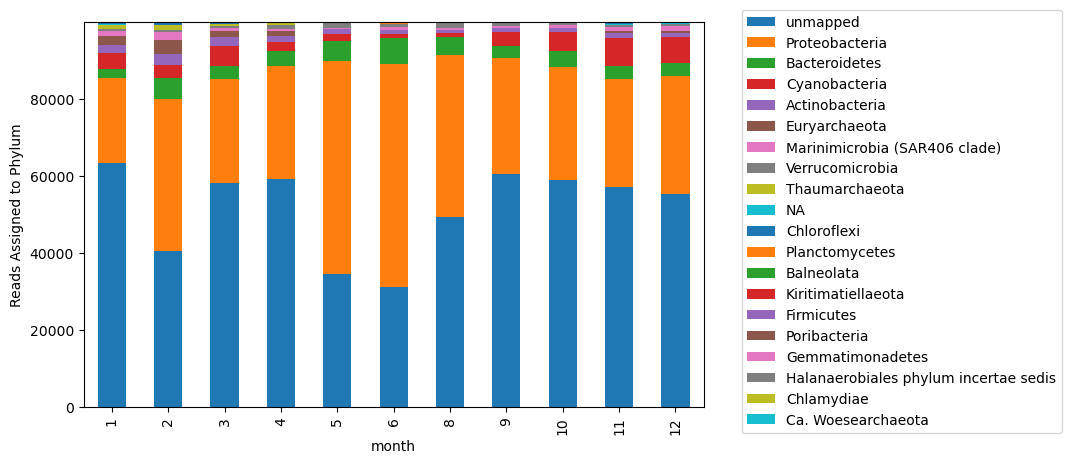 Reads Assigned to Phylum
80000
60000
40000
20000
0
1 2 3 4 5 6 8 9 10 11 12
month
unmapped
Proteobacteria
Bacteroidetes
Cyanobacteria
Actinobacteria
Euryarchaeota
Marinimicrobia (SAR406 clade)
Verrucomicrobia
Thaumarchaeota
NA
Chloroflexi
Planctomycetes
Balneolata
Kiritimatiellaeota
Firmicutes
Poribacteria
Gemmatimonadetes
Halanaerobiales phylum incertae sedis
Chlamydiae
Ca. Woesearchaeota